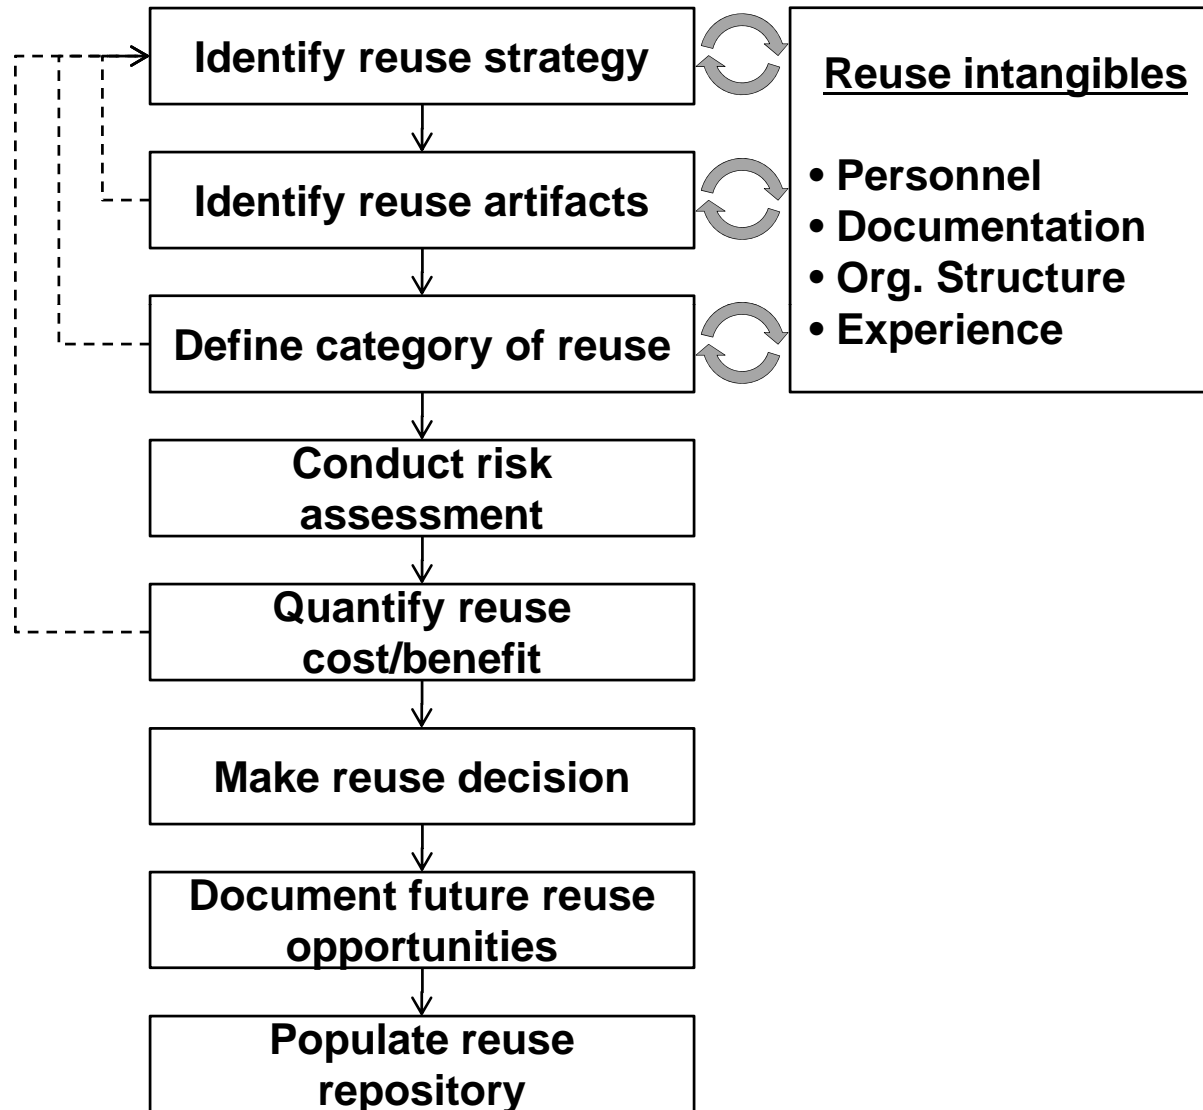 Identify reuse strategy
Identify reuse artifacts
Define category of reuse
Conduct risk
assessment
Quantify reuse
cost/benefit
Make reuse decision
Document future reuse
opportunities
Populate reuse
repository
Reuse intangibles
• Personnel
• Documentation
• Org. Structure
• Experience